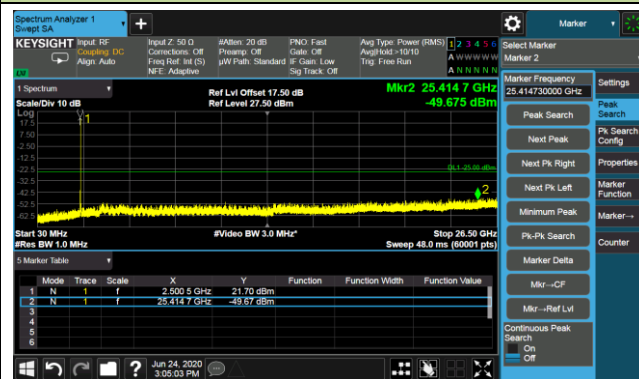 Spectrum Analyzer 1
Swept SA
Marker
KEYSIGHT
Input: RF
Coupling: DC
Align: Auto
Input Z: 50 Ω
Corrections: Off
Freq Ref: Int (S)
NFE: Adaptive
#Atten: 20 dB
Preamp: Off
µW Path: Standard
PNO: Fast
Gate: Off
IF Gain: Low
Sig Track: Off
Avg Type: Power (RMS)
Avg|Hold:>10/10
Trig: Free Run
1 2 3 4 5 6
A W W W W W
A N N N N N
LXI
Select Marker
Marker 2
Marker Frequency
25.414730000 GHz
Peak Search
Next Peak
Next Pk Right
Next Pk Left
Minimum Peak
Pk-Pk Search
Marker Delta
Mkr→CF
Mkr→Ref Lvl
Continuous Peak
Search
On
Off
Settings
Peak
Search
Pk Search
Config
Properties
Marker
Function
Marker→
Counter
1 Spectrum
Scale/Div 10 dB
Ref Lvl Offset 17.50 dB
Ref Level 27.50 dBm
Mkr2 25.414 7 GHz
-49.675 dBm
Log
17.5
7.50
-2.50
-12.5
-22.5
-32.5
-42.5
-52.5
-62.5
1
DL1 -25.00 dBm
2
Start 30 MHz
#Video BW 3.0 MHz*
Stop 26.50 GHz
#Res BW 1.0 MHz
Sweep 48.0 ms (60001 pts)
5 Marker Table
Mode Trace Scale X Y Function Function Width Function Value
1 N 1 f 2.500 5 GHz 21.70 dBm
2 N 1 f 25.414 7 GHz -49.67 dBm
3
4
5
6
Jun 24, 2020
3:05:03 PM